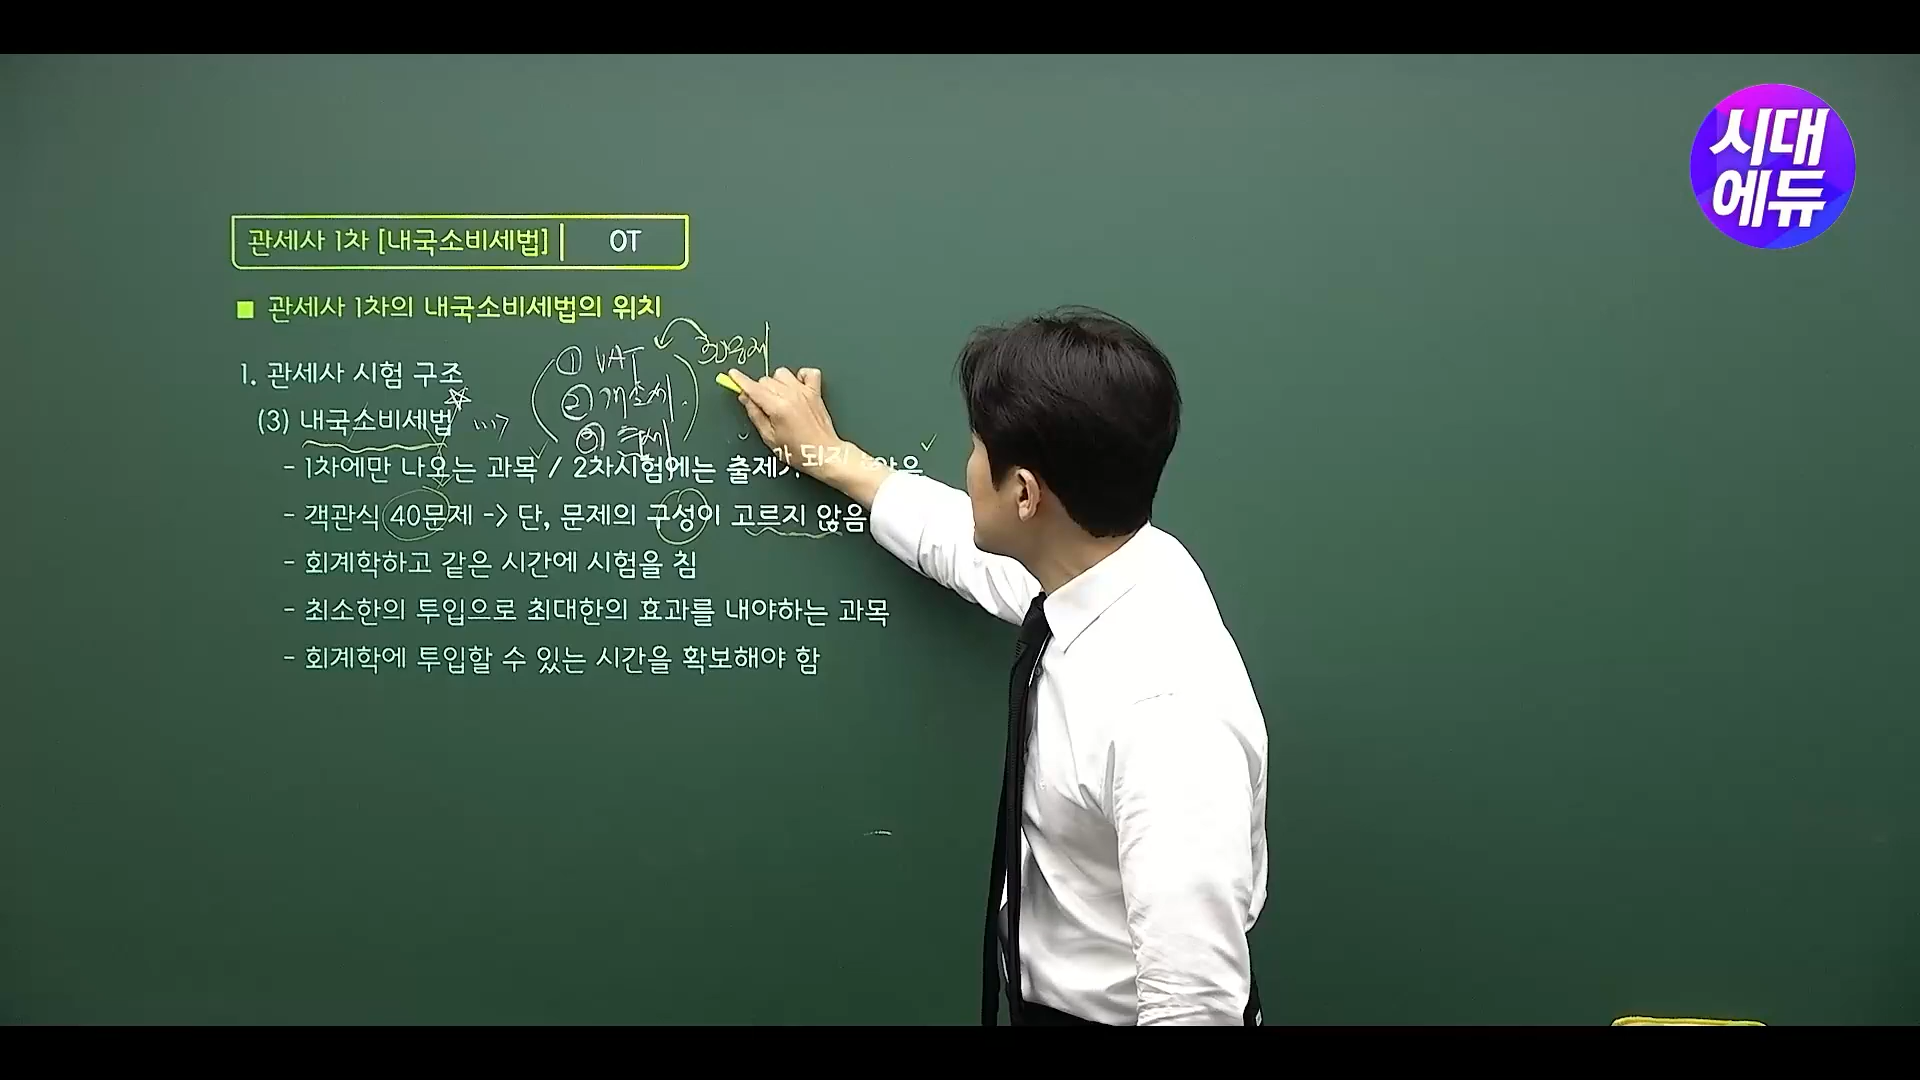 시대
에듀
관세사 1차 [내국소비세법] OT
■ 관세사 1차의 내국소비세법의 위치
1. 관세사 시험 구조
(3) 내국소비세법
① VAT
② 개소세
③ 주세
30문제
- 1차에만 나오는 과목 / 2차시험에는 출제가 되지 않음
- 객관식 40문제 -> 단, 문제의 구성이 고르지 않음
- 회계학하고 같은 시간에 시험을 침
- 최소한의 투입으로 최대한의 효과를 내야하는 과목
- 회계학에 투입할 수 있는 시간을 확보해야 함